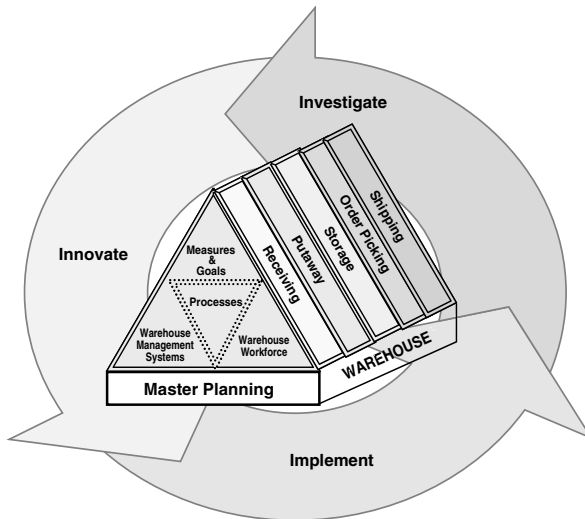 Investigate
Innovate
Measures
&
Goals
Processes
Warehouse
Management
Systems
Warehouse
Workforce
Receiving
Putaway
Storage
Order Picking
Shipping
Master Planning
WAREHOUSE
Implement